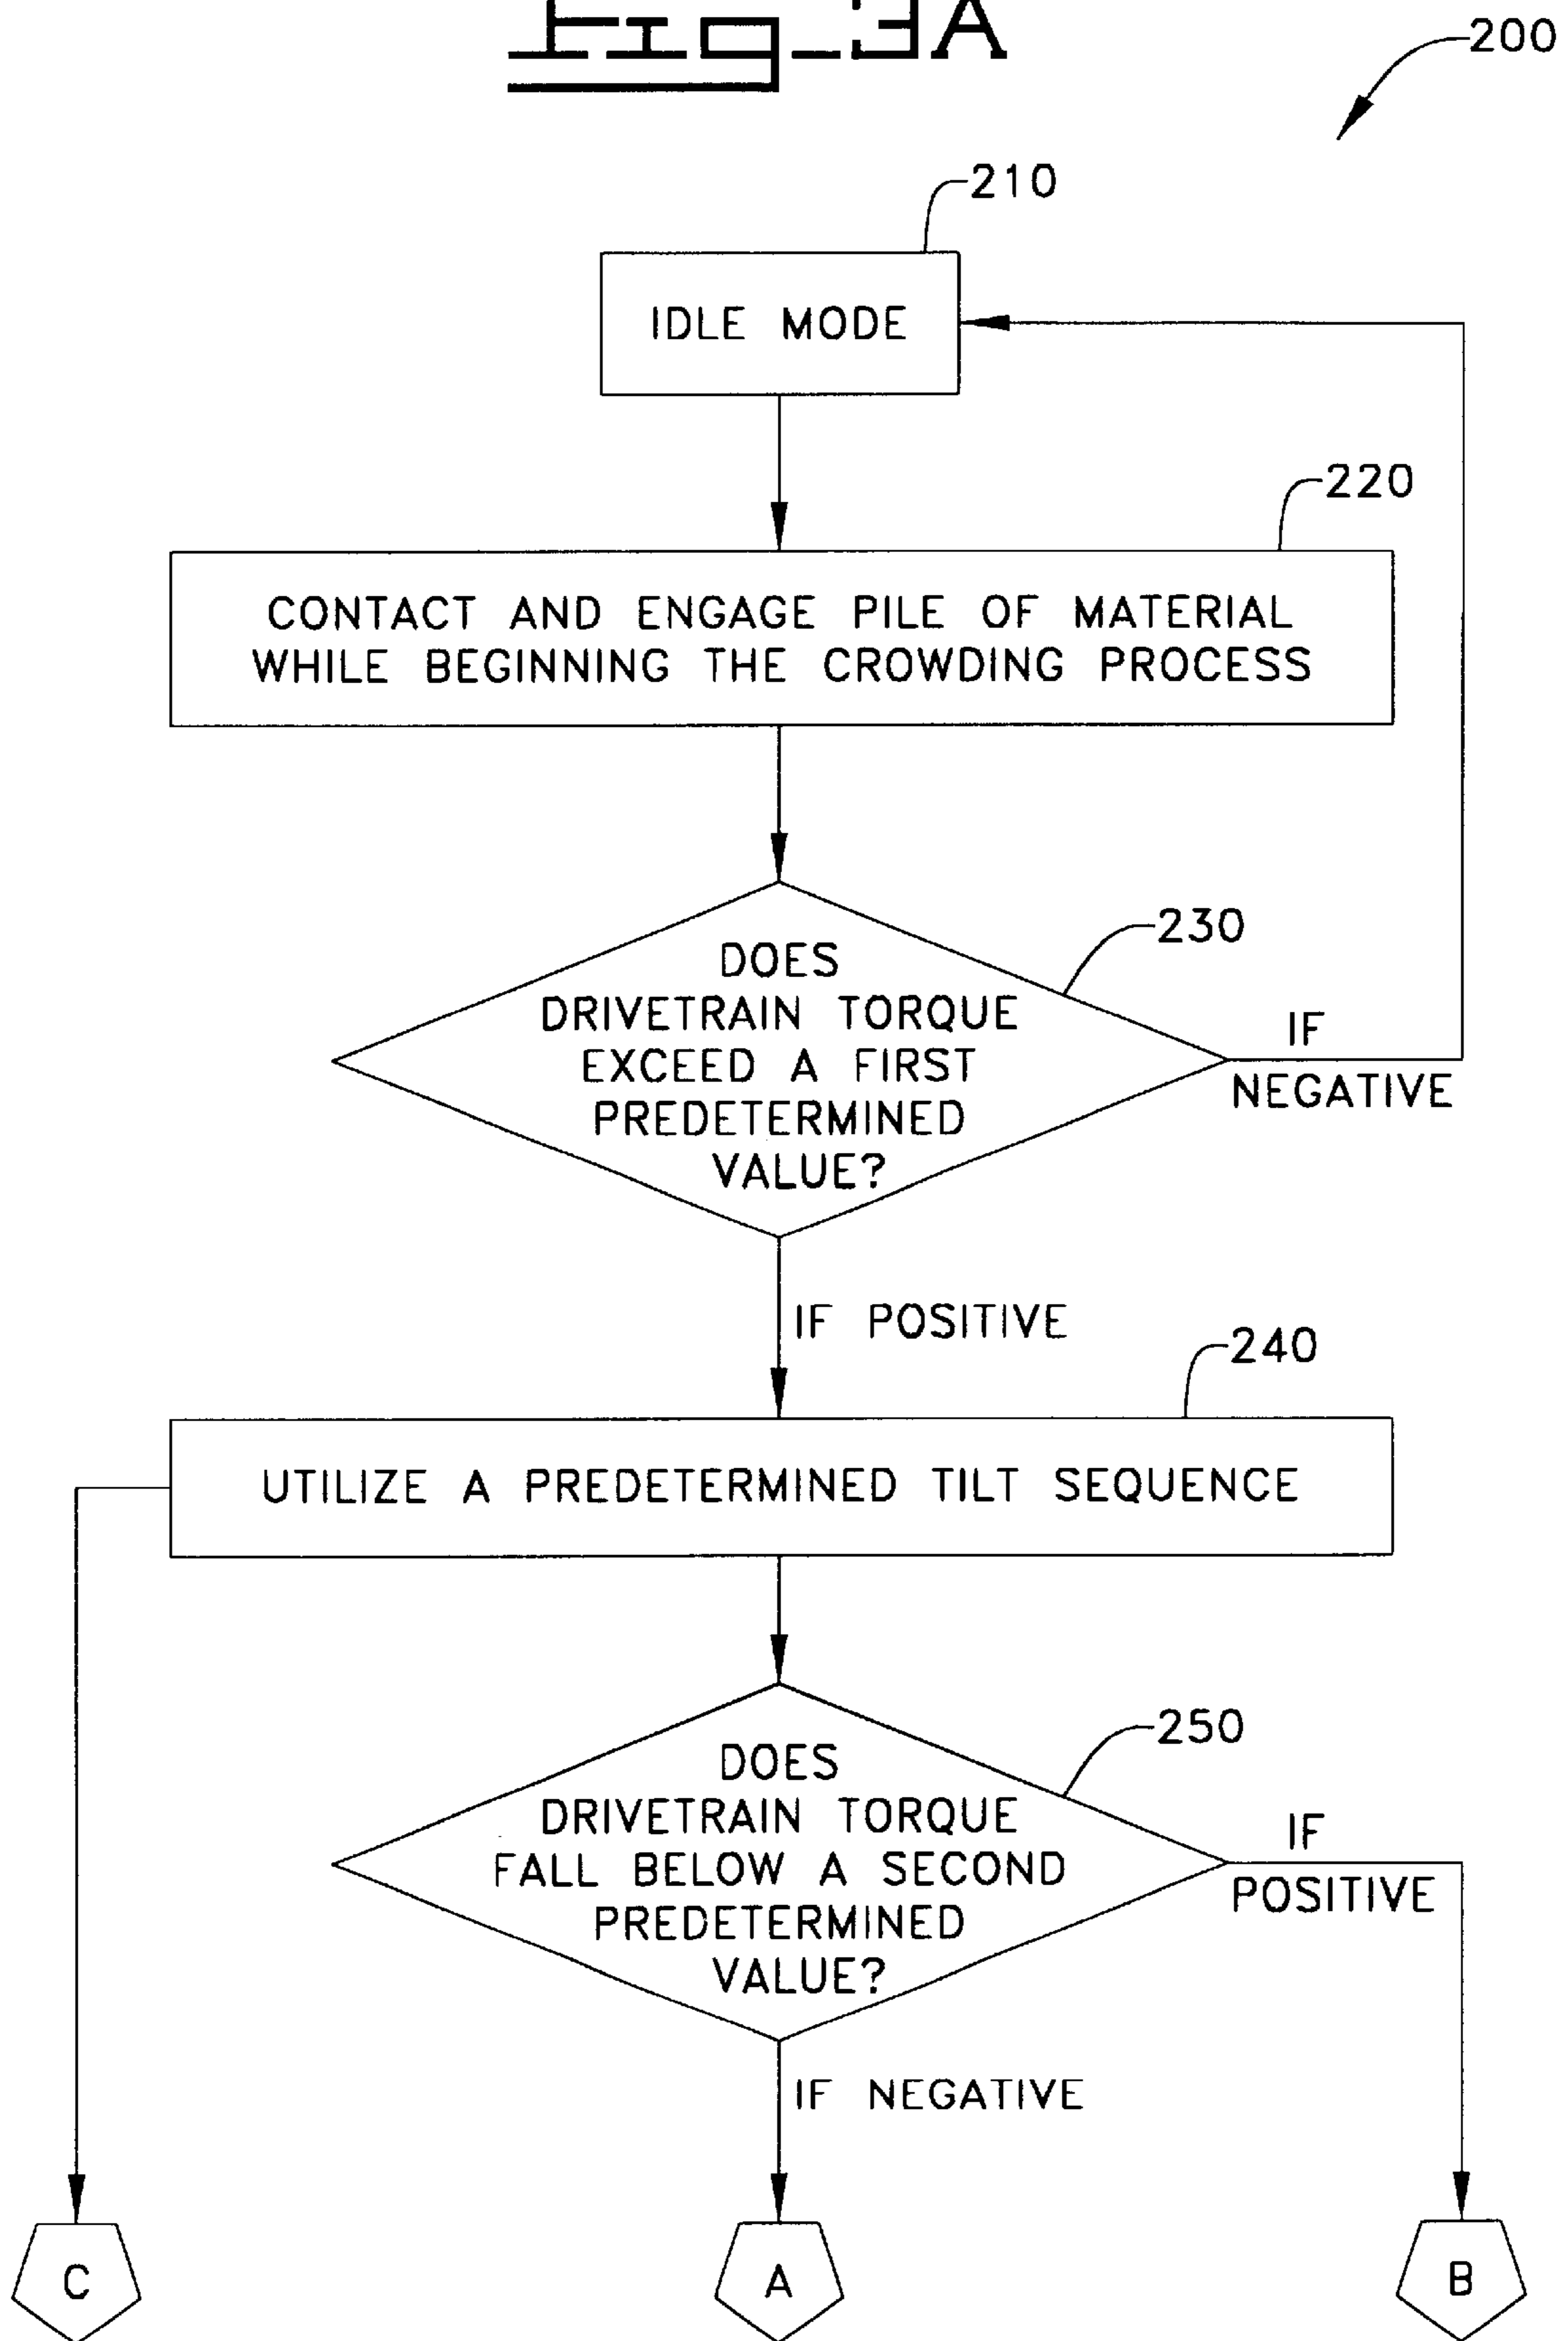 Fig_3A
200
210
IDLE MODE
220
CONTACT AND ENGAGE PILE OF MATERIAL
WHILE BEGINNING THE CROWDING PROCESS
230
DOES
DRIVETRAIN TORQUE
EXCEED A FIRST
PREDETERMINED
VALUE?
IF
NEGATIVE
IF POSITIVE
240
UTILIZE A PREDETERMINED TILT SEQUENCE
250
DOES
DRIVETRAIN TORQUE
FALL BELOW A SECOND
PREDETERMINED
VALUE?
IF
POSITIVE
IF NEGATIVE
C
A
B